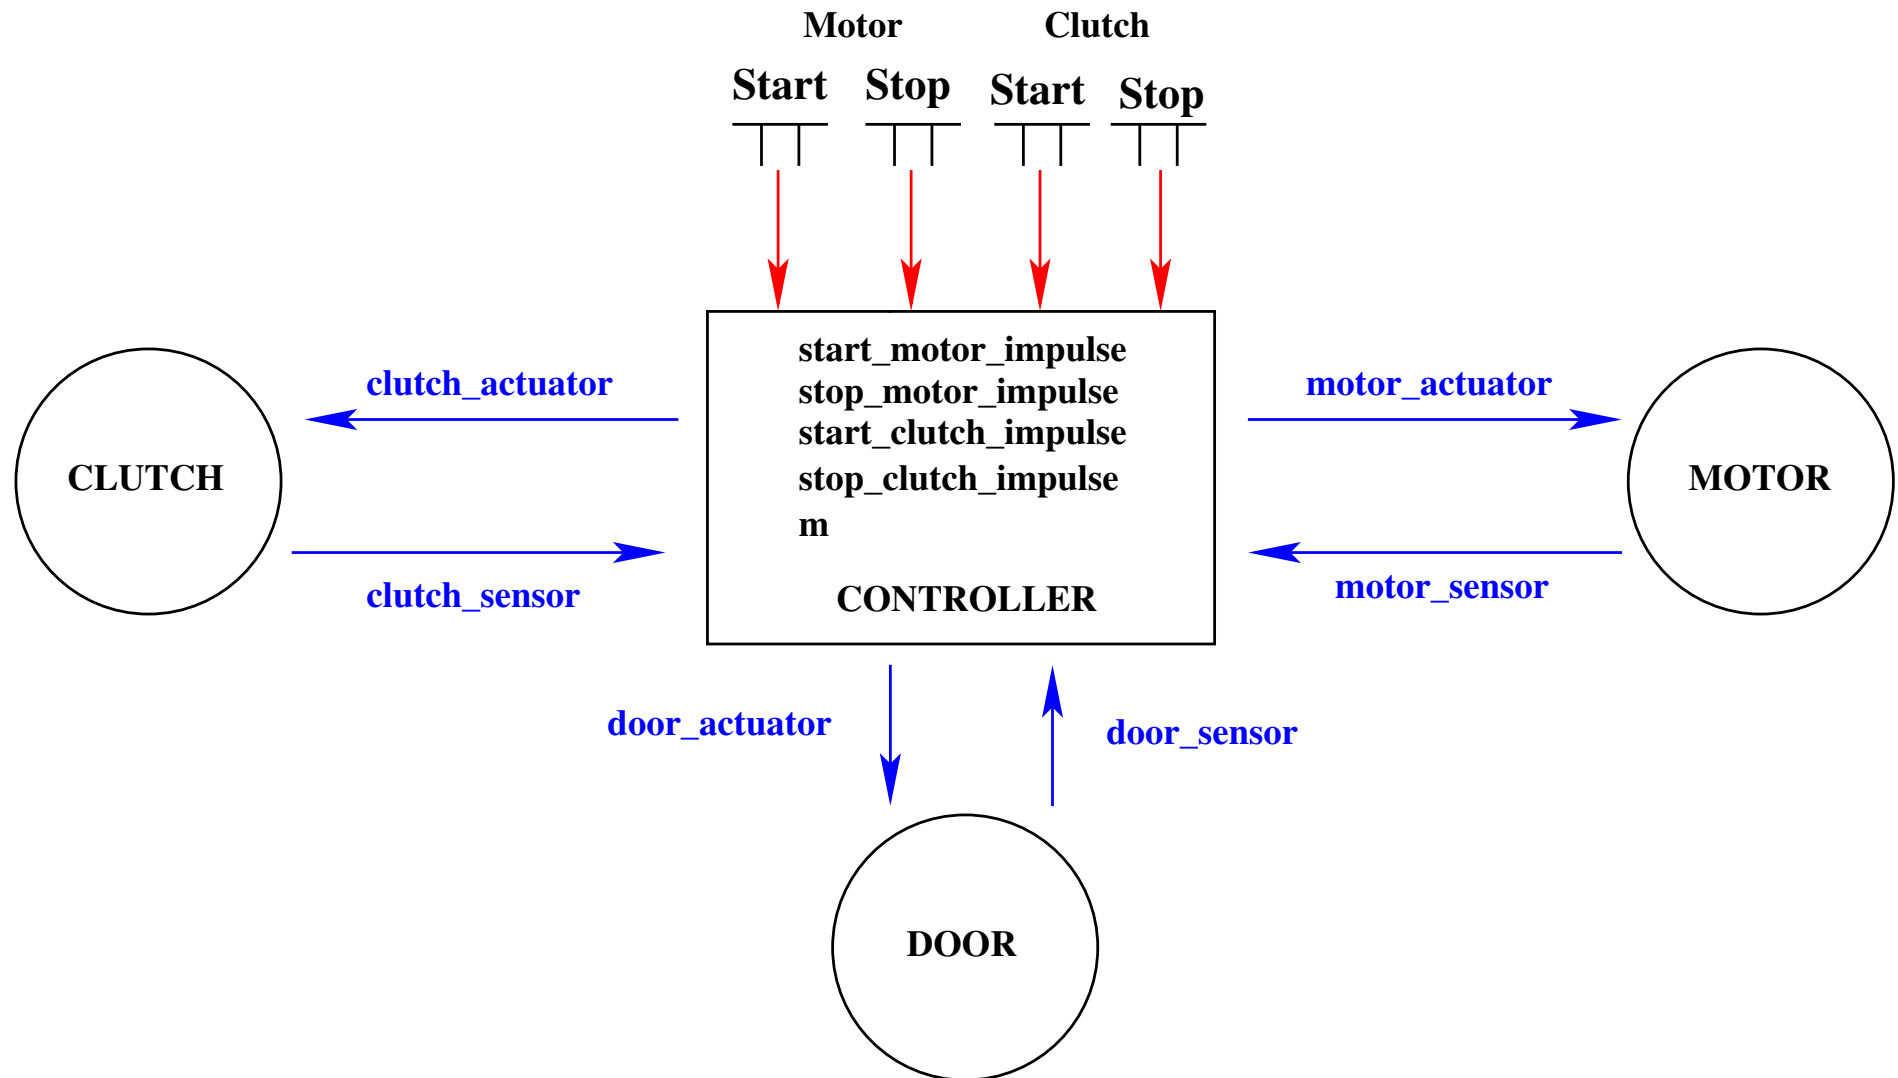 Motor Clutch
Start Stop Start Stop
start_motor_impulse
stop_motor_impulse
start_clutch_impulse
stop_clutch_impulse
m
CONTROLLER
clutch_actuator
CLUTCH
clutch_sensor
motor_actuator
MOTOR
motor_sensor
door_actuator
door_sensor
DOOR